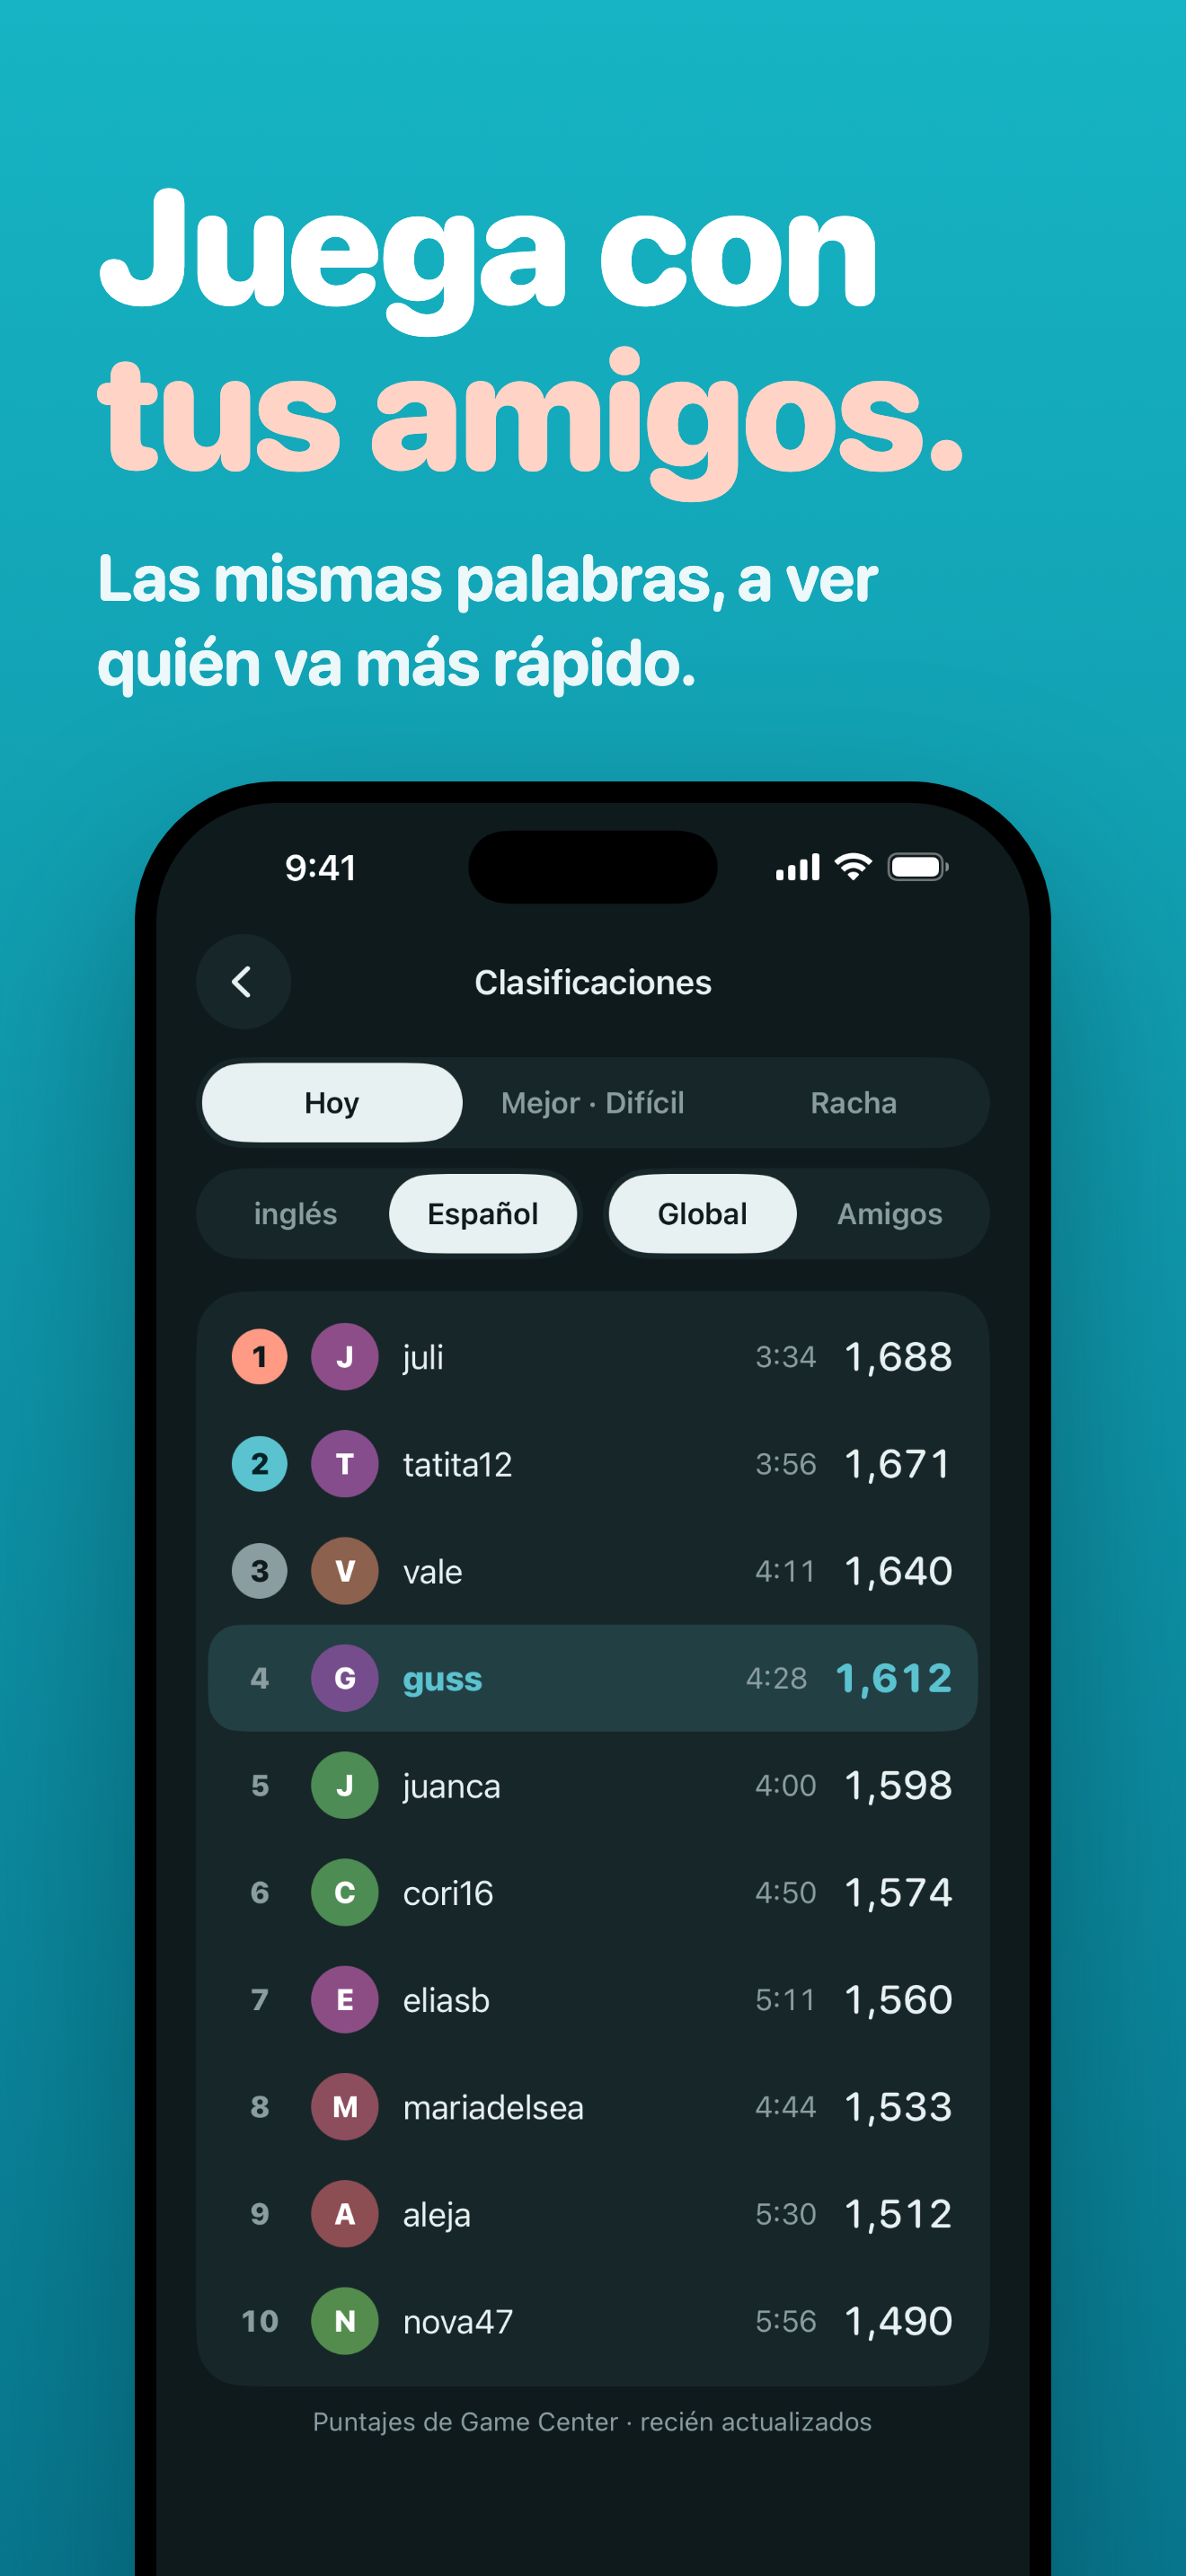 Juega con
tus amigos.
Las mismas palabras, a ver
quién va más rápido.
9:41
Clasificaciones
Hoy Mejor · Difícil Racha
inglés Español Global Amigos
1 J juli 3:34 1,688
2 T tatita12 3:56 1,671
3 V vale 4:11 1,640
4 G guss 4:28 1,612
5 J juanca 4:00 1,598
6 C cori16 4:50 1,574
7 E eliasb 5:11 1,560
8 M mariadelsea 4:44 1,533
9 A aleja 5:30 1,512
10 N nova47 5:56 1,490
Puntajes de Game Center · recién actualizados